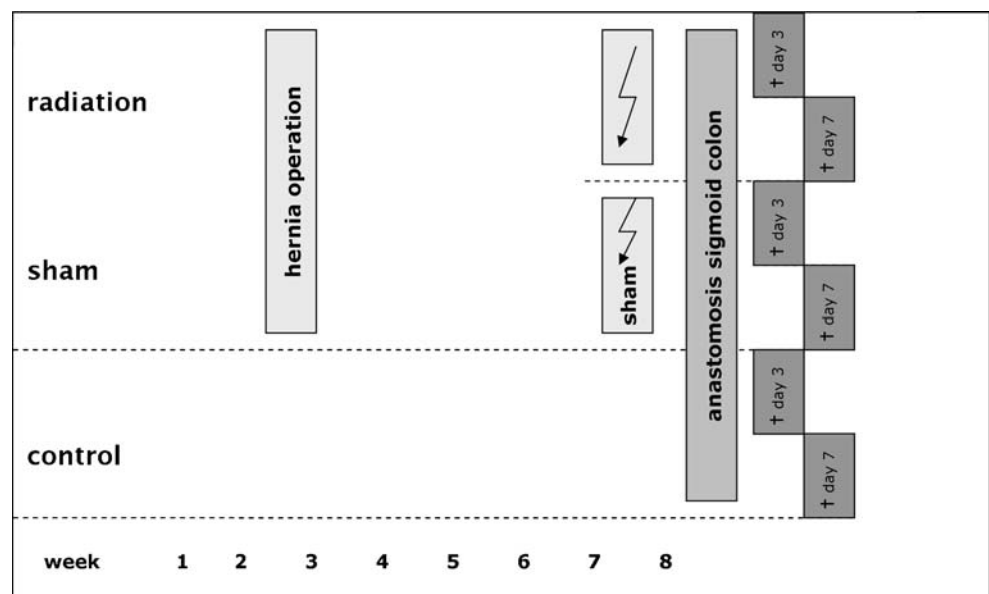 radiation
hernia operation
anastomosis sigmoid colon
† day 3
† day 7
sham
sham
† day 3
† day 7
control
† day 3
† day 7
week 1 2 3 4 5 6 7 8